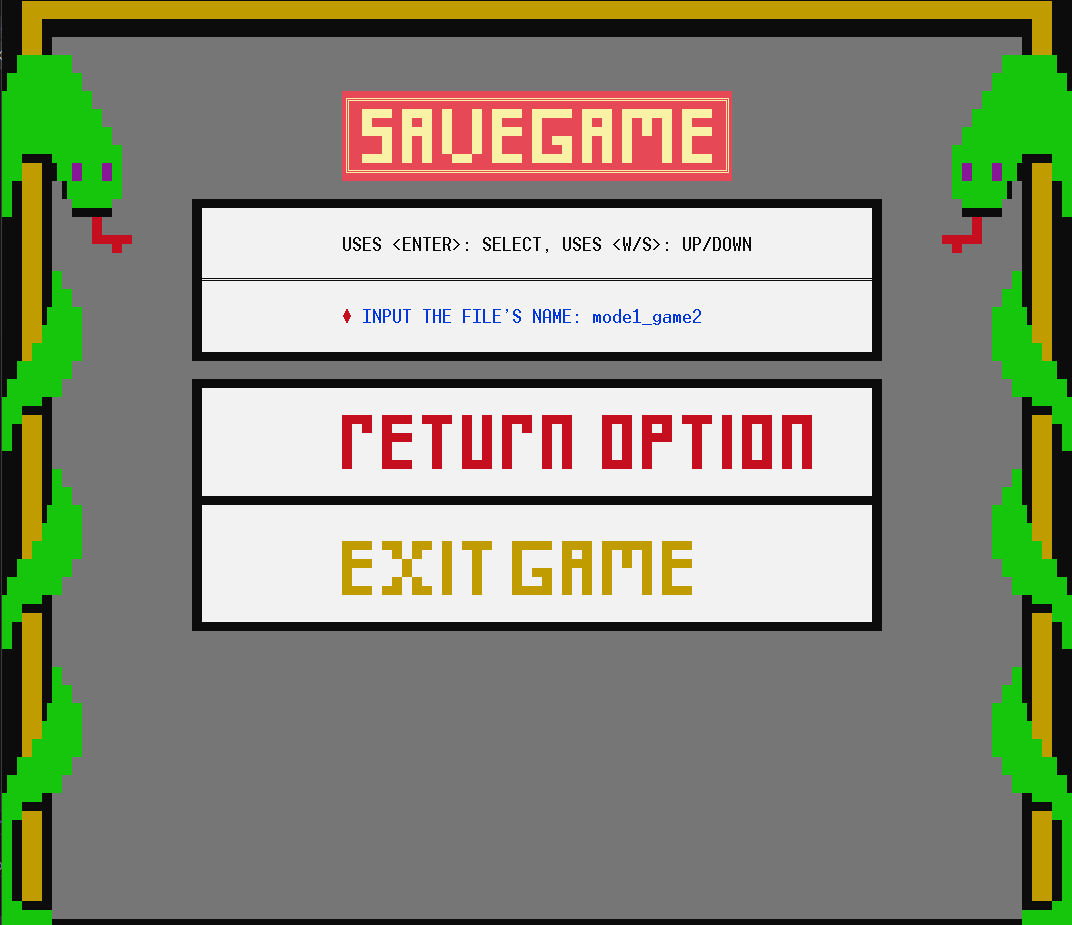 SAVEGAME
USES <ENTER>: SELECT, USES <W/S>: UP/DOWN
♦ INPUT THE FILE'S NAME: mode1_game2
RETURN OPTION
EXIT GAME